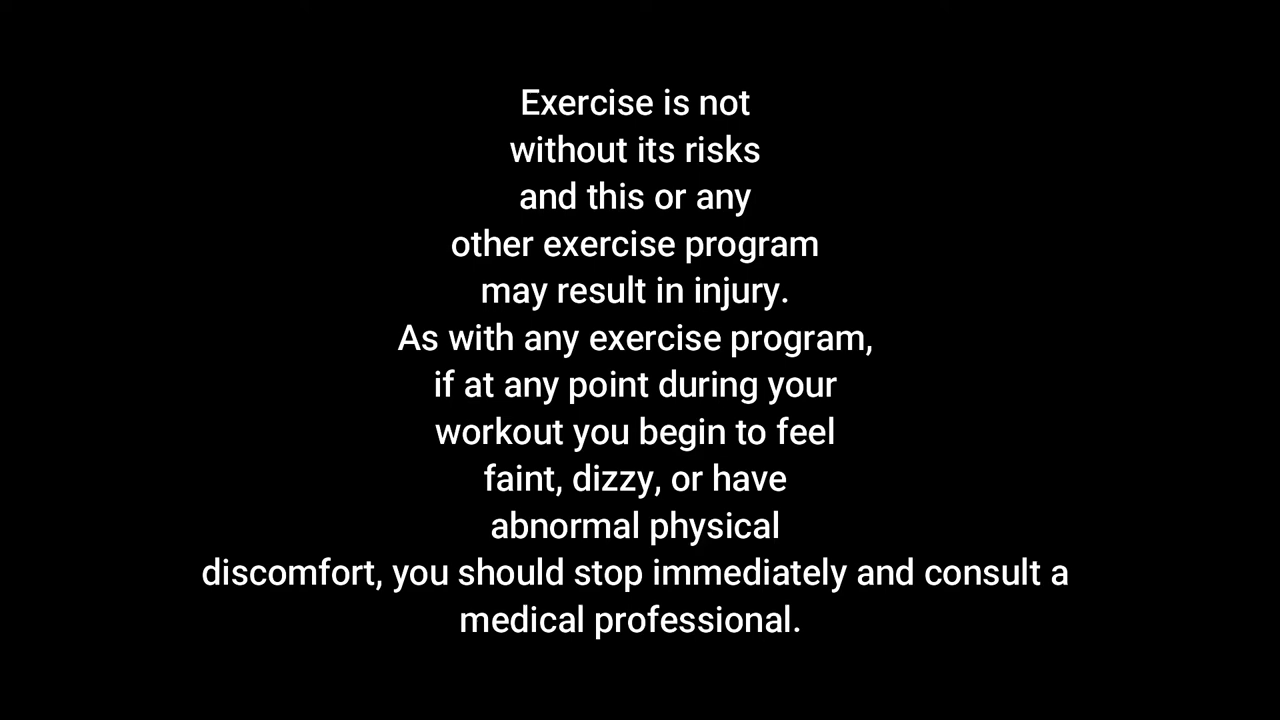 Exercise is not
without its risks
and this or any
other exercise program
may result in injury.
As with any exercise program,
if at any point during your
workout you begin to feel
faint, dizzy, or have
abnormal physical
discomfort, you should stop immediately and consult a
medical professional.